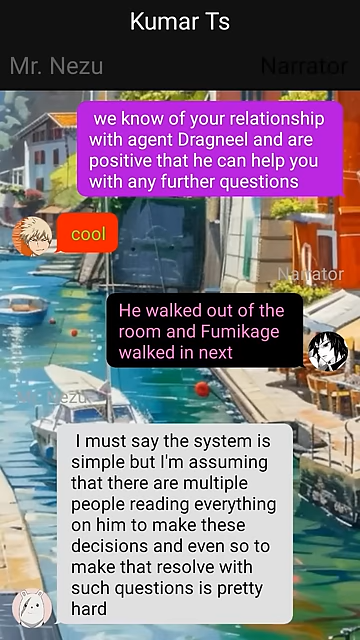 Kumar Ts
Mr. Nezu
Narrator
we know of your relationship
with agent Dragneel and are
positive that he can help you
with any further questions
cool
Narrator
He walked out of the
room and Fumikage
walked in next
Mr. Nezu
I must say the system is
simple but I'm assuming
that there are multiple
people reading everything
on him to make these
decisions and even so to
make that resolve with
such questions is pretty
hard